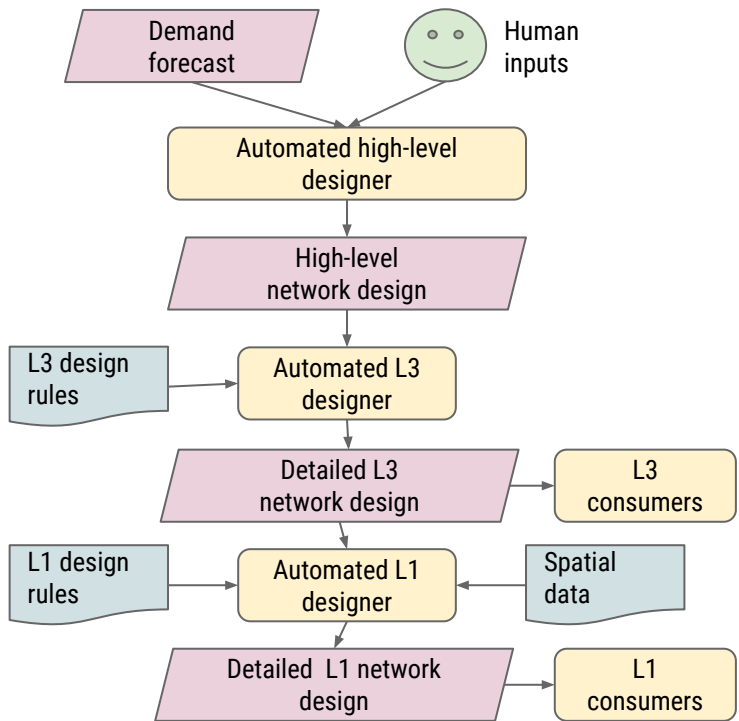 Demand
forecast
Human
inputs
Automated high-level
designer
High-level
network design
L3 design
rules
Automated L3
designer
Detailed L3
network design
L3
consumers
L1 design
rules
Automated L1
designer
Spatial
data
Detailed  L1 network
design
L1
consumers